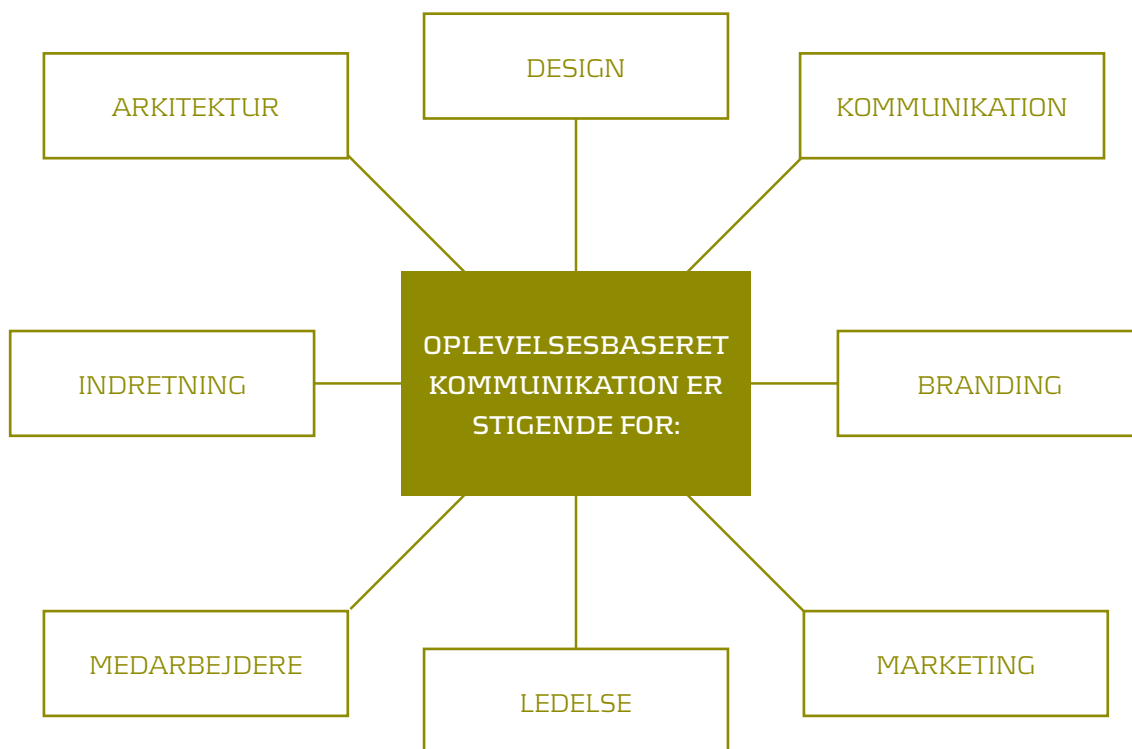 DESIGN
ARKITEKTUR
KOMMUNIKATION
OPLEVELSESBASERET
KOMMUNIKATION ER
STIGENDE FOR:
INDRETNING
BRANDING
MEDARBEJDERE
MARKETING
LEDELSE